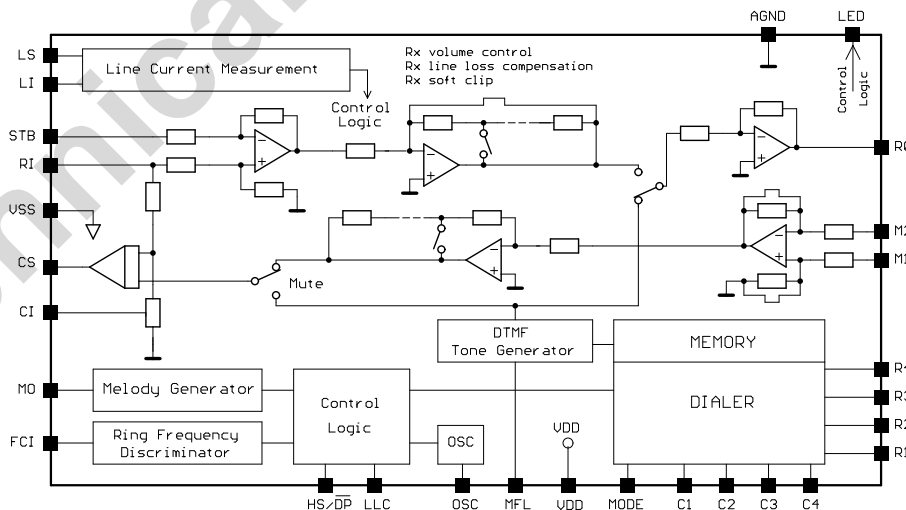 AGND
LED
LS
LI
Line Current Measurement
Rx volume control
Rx line loss compensation
Rx soft clip
Control
Logic
Control
Logic
STB
RI
VSS
CS
CI
Mute
DTMF
Tone Generator
MEMORY
DIALER
MO
Melody Generator
Control
Logic
FCI
Ring Frequency
Discriminator
OSC
VDD
HS/DP
LLC
OSC
MFL
VDD
MODE
C1
C2
C3
C4
R3
R2